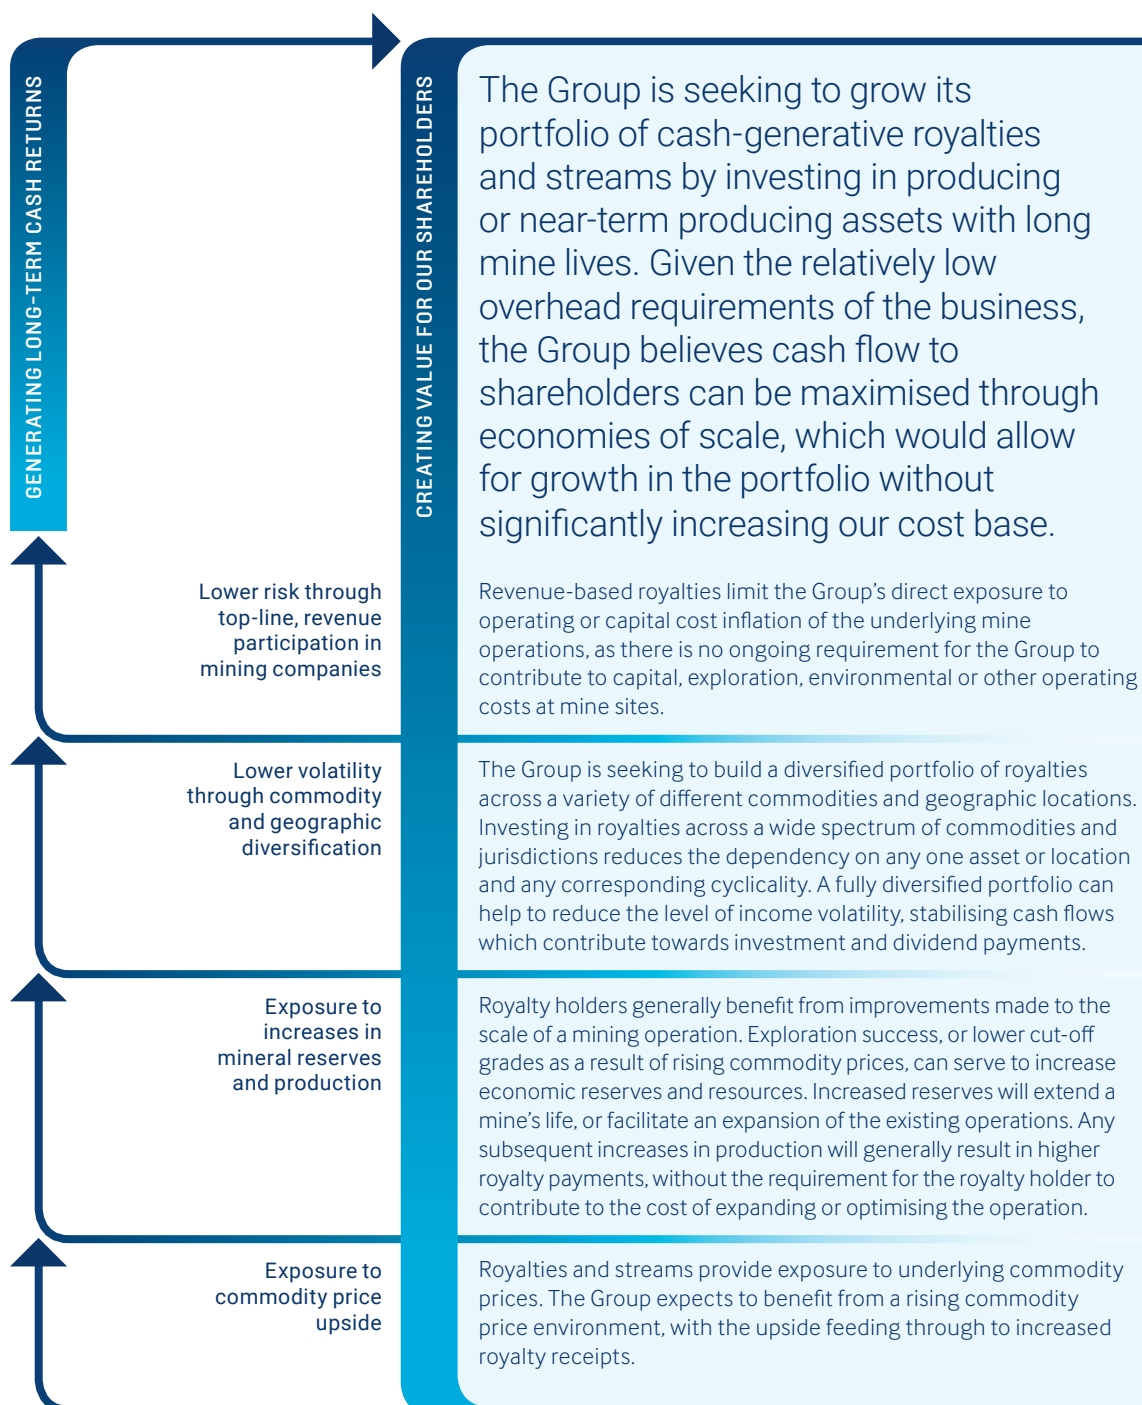 GENERATING LONG-TERM CASH RETURNS
CREATING VALUE FOR OUR SHAREHOLDERS
The Group is seeking to grow its
portfolio of cash-generative royalties
and streams by investing in producing
or near-term producing assets with long
mine lives. Given the relatively low
overhead requirements of the business,
the Group believes cash flow to
shareholders can be maximised through
economies of scale, which would allow
for growth in the portfolio without
significantly increasing our cost base.
Lower risk through
top-line, revenue
participation in
mining companies
Revenue-based royalties limit the Group’s direct exposure to
operating or capital cost inflation of the underlying mine
operations, as there is no ongoing requirement for the Group to
contribute to capital, exploration, environmental or other operating
costs at mine sites.
Lower volatility
through commodity
and geographic
diversification
The Group is seeking to build a diversified portfolio of royalties
across a variety of different commodities and geographic locations.
Investing in royalties across a wide spectrum of commodities and
jurisdictions reduces the dependency on any one asset or location
and any corresponding cyclicality. A fully diversified portfolio can
help to reduce the level of income volatility, stabilising cash flows
which contribute towards investment and dividend payments.
Exposure to
increases in
mineral reserves
and production
Royalty holders generally benefit from improvements made to the
scale of a mining operation. Exploration success, or lower cut-off
grades as a result of rising commodity prices, can serve to increase
economic reserves and resources. Increased reserves will extend a
mine’s life, or facilitate an expansion of the existing operations. Any
subsequent increases in production will generally result in higher
royalty payments, without the requirement for the royalty holder to
contribute to the cost of expanding or optimising the operation.
Exposure to
commodity price
upside
Royalties and streams provide exposure to underlying commodity
prices. The Group expects to benefit from a rising commodity
price environment, with the upside feeding through to increased
royalty receipts.